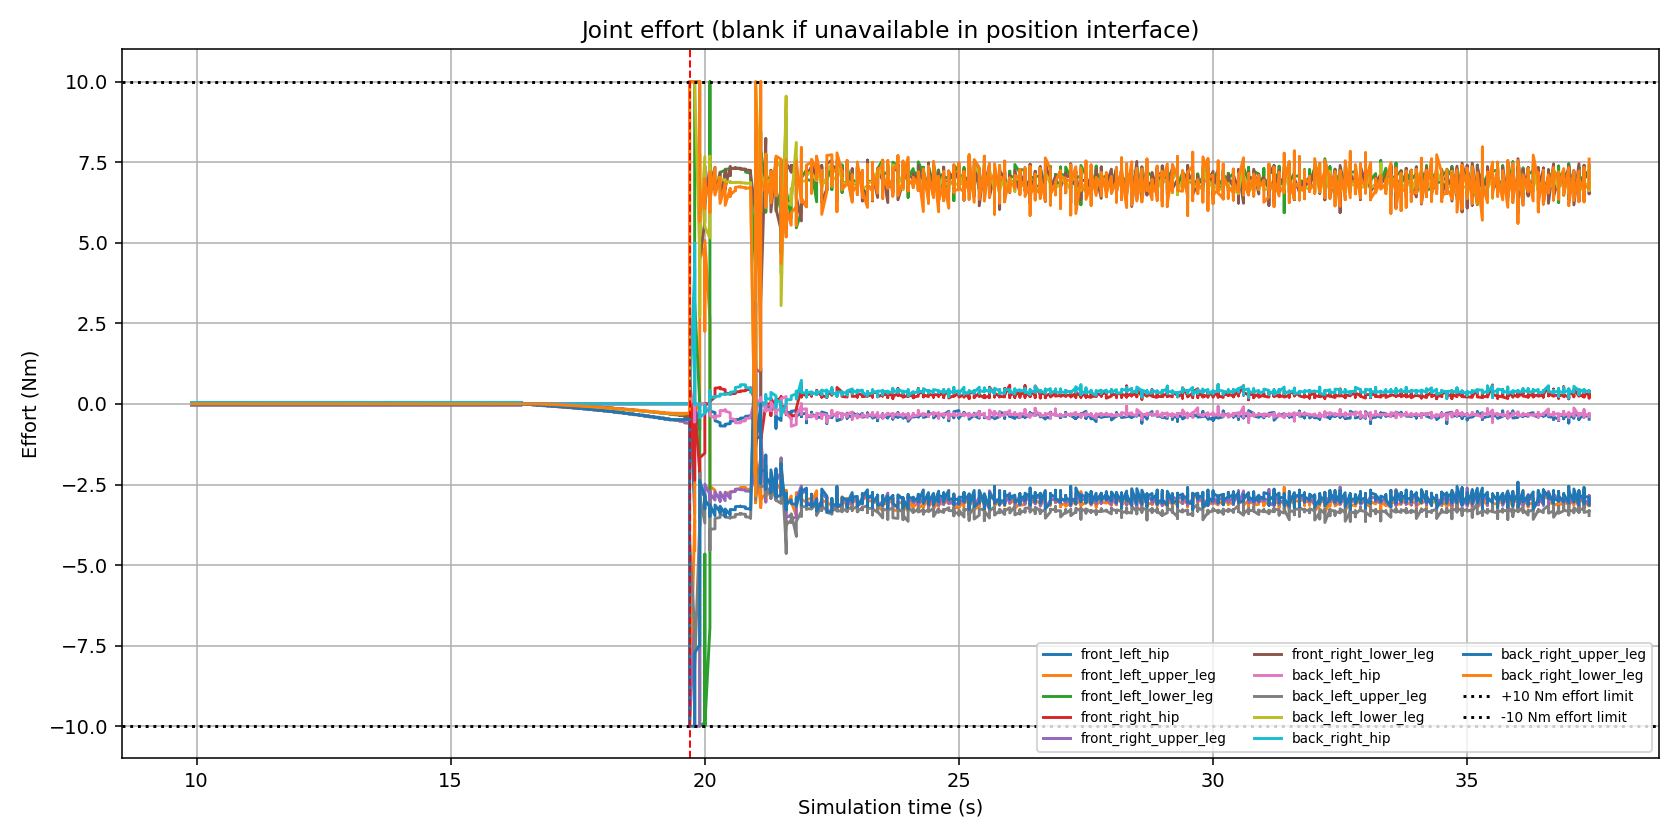 Joint effort (blank if unavailable in position interface)
10.0
7.5
5.0
2.5
0.0
−2.5
−5.0
−7.5
−10.0
Effort (Nm)
front_left_hip
front_left_upper_leg
front_left_lower_leg
front_right_hip
front_right_upper_leg
front_right_lower_leg
back_left_hip
back_left_upper_leg
back_left_lower_leg
back_right_hip
back_right_upper_leg
back_right_lower_leg
+10 Nm effort limit
-10 Nm effort limit
10 15 20 25 30 35
Simulation time (s)